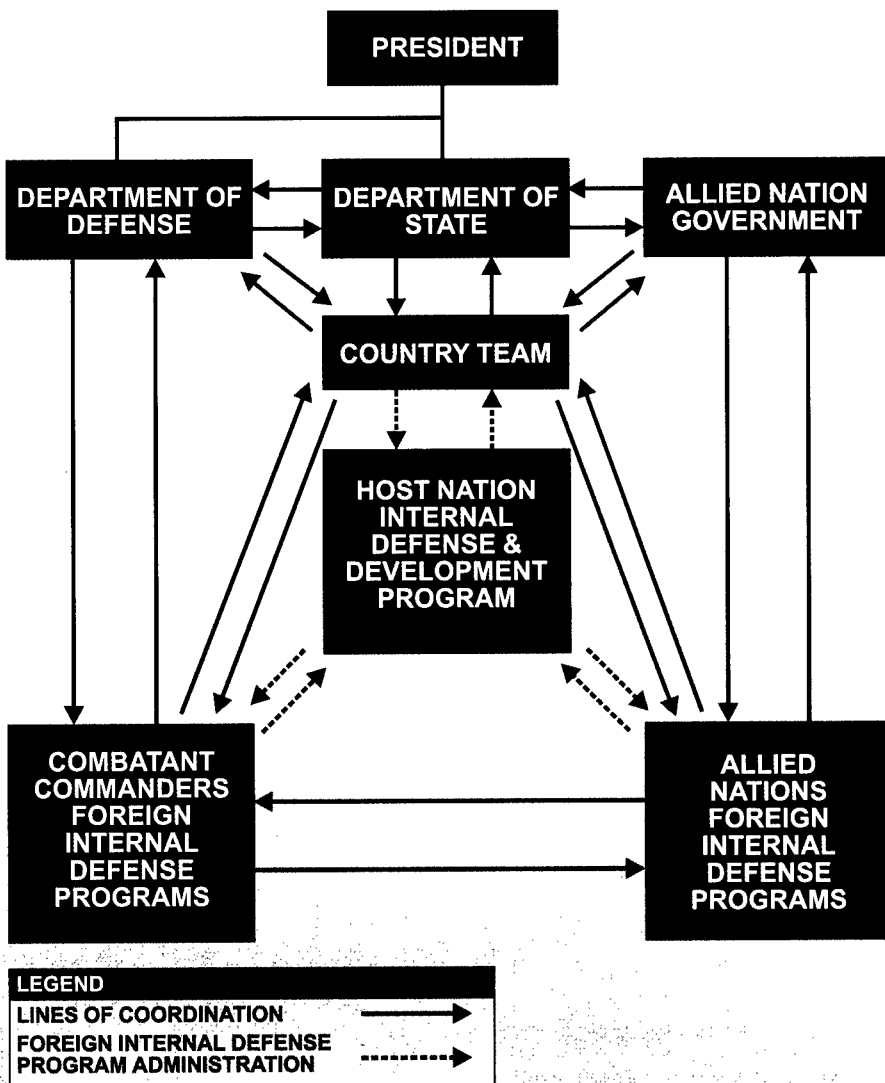 PRESIDENT
DEPARTMENT OF
DEFENSE
DEPARTMENT OF
STATE
ALLIED NATION
GOVERNMENT
COUNTRY TEAM
HOST NATION
INTERNAL
DEFENSE &
DEVELOPMENT
PROGRAM
COMBATANT
COMMANDERS
FOREIGN
INTERNAL
DEFENSE
PROGRAMS
ALLIED
NATIONS
FOREIGN
INTERNAL
DEFENSE
PROGRAMS
LEGEND
LINES OF COORDINATION
FOREIGN INTERNAL DEFENSE
PROGRAM ADMINISTRATION